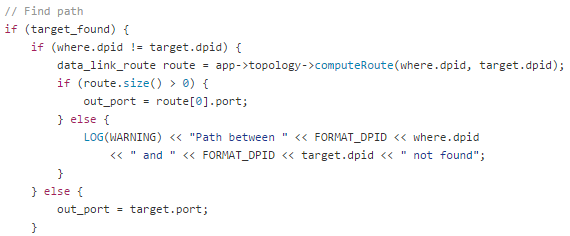 // Find path
if (target_found) {
    if (where.dpid != target.dpid) {
        data_link_route route = app->topology->computeRoute(where.dpid, target.dpid);
        if (route.size() > 0) {
            out_port = route[0].port;
        } else {
            LOG(WARNING) << "Path between " << FORMAT_DPID << where.dpid
                << " and " << FORMAT_DPID << target.dpid << " not found";
        }
    } else {
        out_port = target.port;
    }